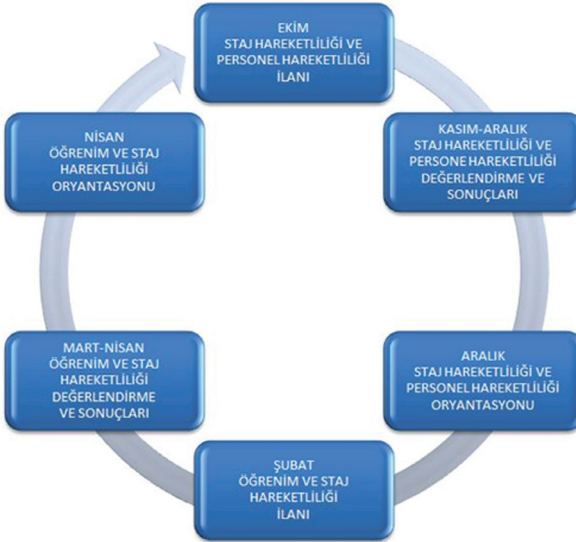 EKİM
STAJ HAREKETLİLİĞİ VE
PERSONEL HAREKETLİLİĞİ
İLANI
KASIM-ARALIK
STAJ HAREKETLİLİĞİ VE
PERSONE HAREKETLİLİĞİ
DEĞERLENDİRME VE
SONUÇLARI
ARALIK
STAJ HAREKETLİLİĞİ VE
PERSONEL HAREKETLİLİĞİ
ORYANTASYONU
ŞUBAT
ÖĞRENİM VE STAJ
HAREKETLİLİĞİ
İLANI
MART-NİSAN
ÖĞRENİM VE STAJ
HAREKETLİLİĞİ
DEĞERLENDİRME
VE SONUÇLARI
NİSAN
ÖĞRENİM VE STAJ
HAREKETLİLİĞİ
ORYANTASYONU